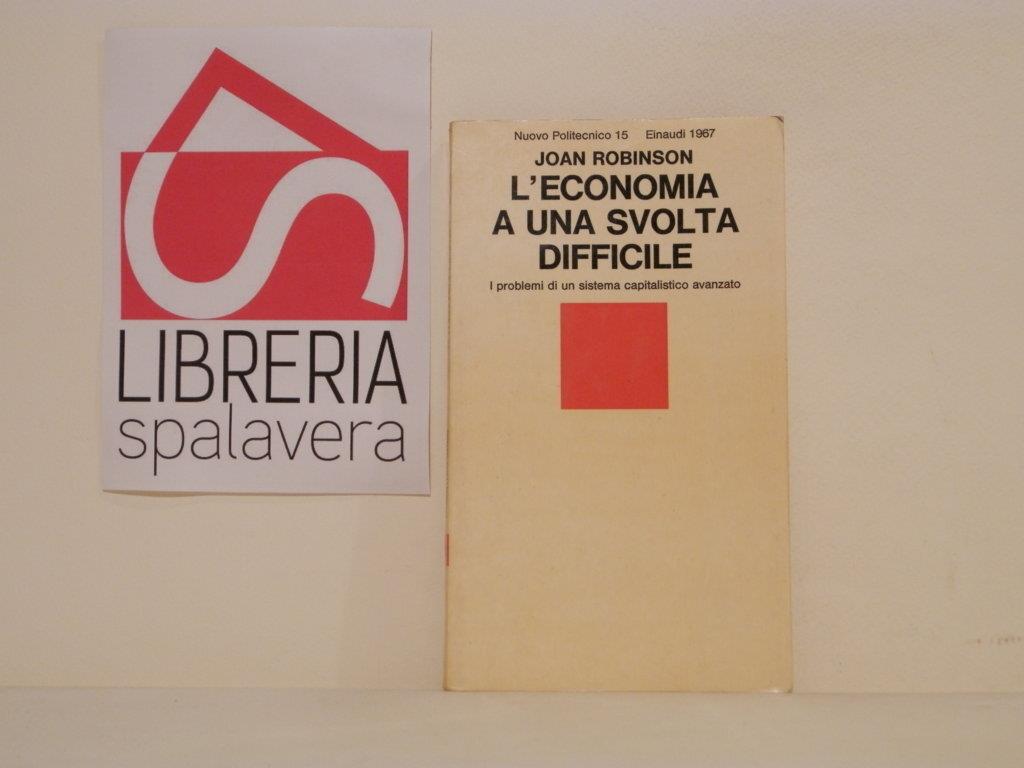 LIBRERIA
spalavera
Nuovo Politecnico 15 Einaudi 1967
JOAN ROBINSON
L'ECONOMIA
A UNA SVOLTA
DIFFICILE
I problemi di un sistema capitalistico avanzato